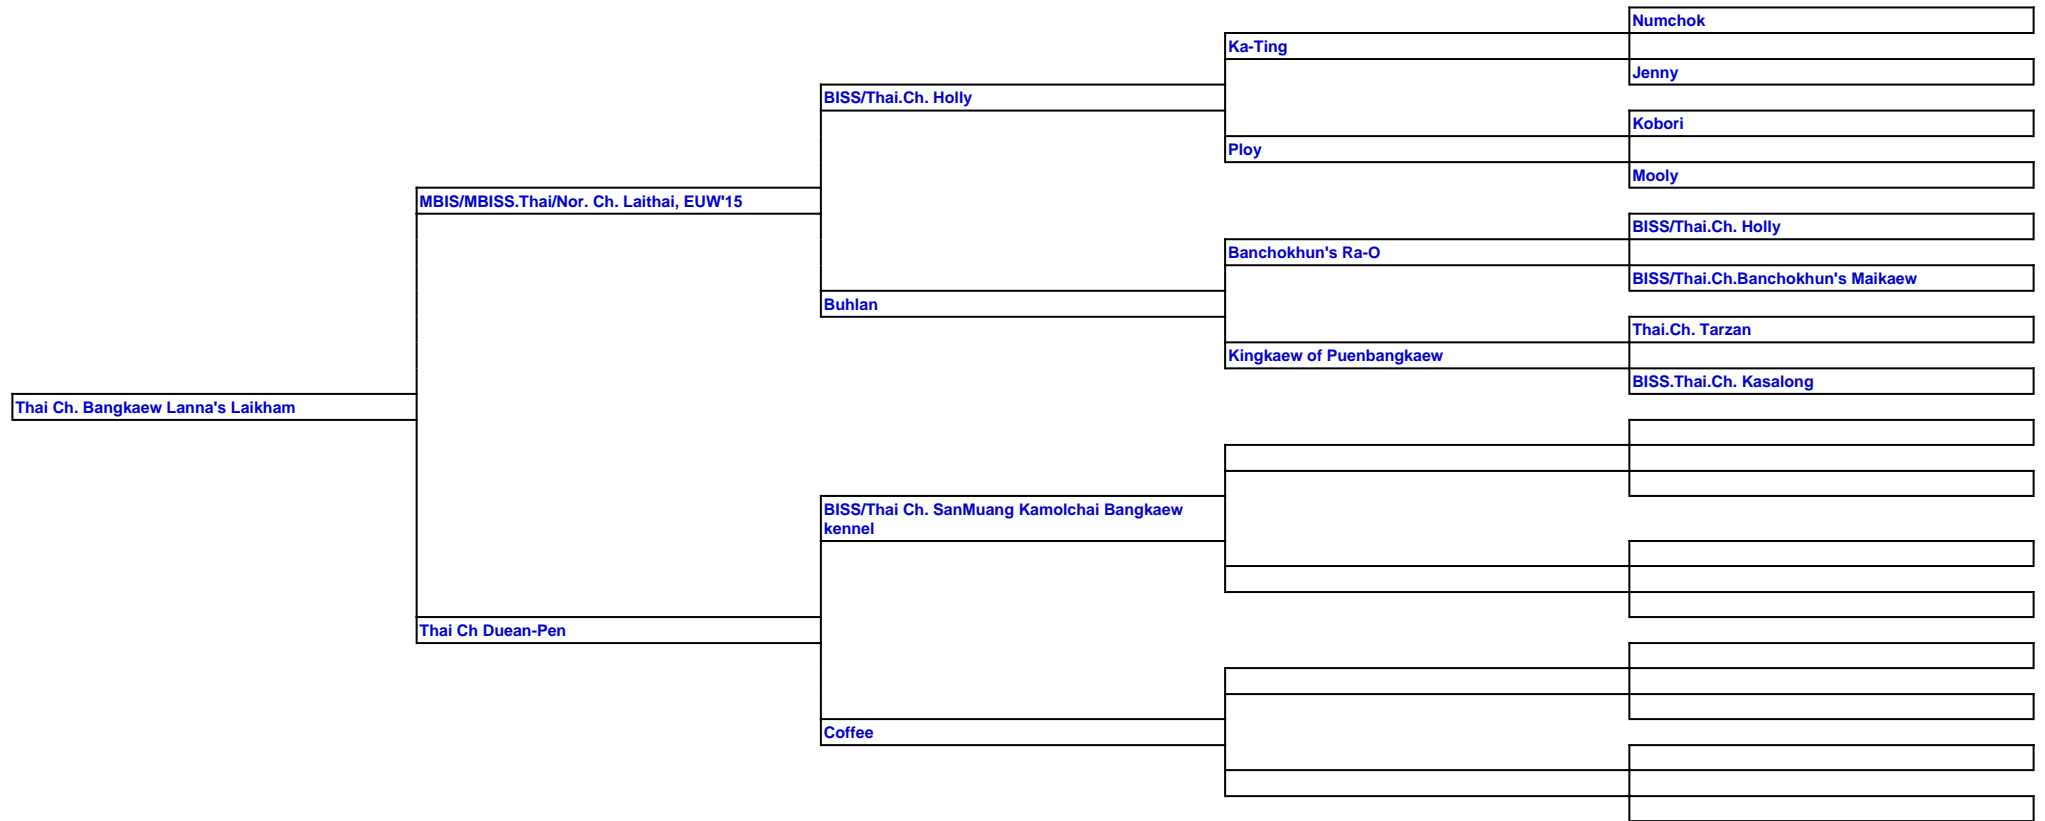 Numchok
Ka-Ting
Jenny
BISS/Thai.Ch. Holly
Kobori
Ploy
Mooly
MBIS/MBISS.Thai/Nor. Ch. Laithai, EUW'15
BISS/Thai.Ch. Holly
Banchokhun's Ra-O
BISS/Thai.Ch.Banchokhun's Maikaew
Buhlan
Thai.Ch. Tarzan
Kingkaew of Puenbangkaew
BISS.Thai.Ch. Kasalong
Thai Ch. Bangkaew Lanna's Laikham
BISS/Thai Ch. SanMuang Kamolchai Bangkaew
kennel
Thai Ch Duean-Pen
Coffee